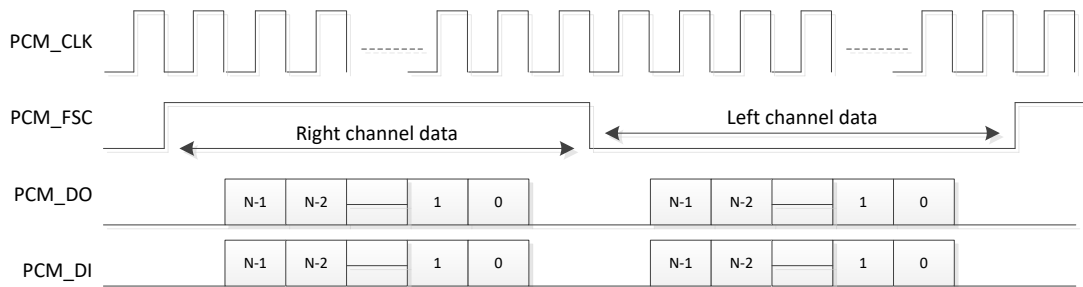 PCM_CLK
PCM_FSC
Right channel data
Left channel data
PCM_DO
N-1 N-2 1 0 N-1 N-2 1 0
PCM_DI
N-1 N-2 1 0 N-1 N-2 1 0